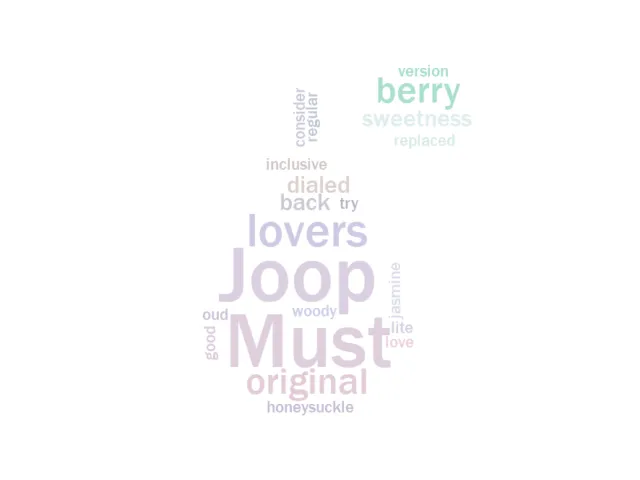 version
berry
sweetness
replaced
consider
regular
inclusive
dialed
back try
lovers
Joop
jasmine
oud
woody
good
Must
lite
love
original
honeysuckle